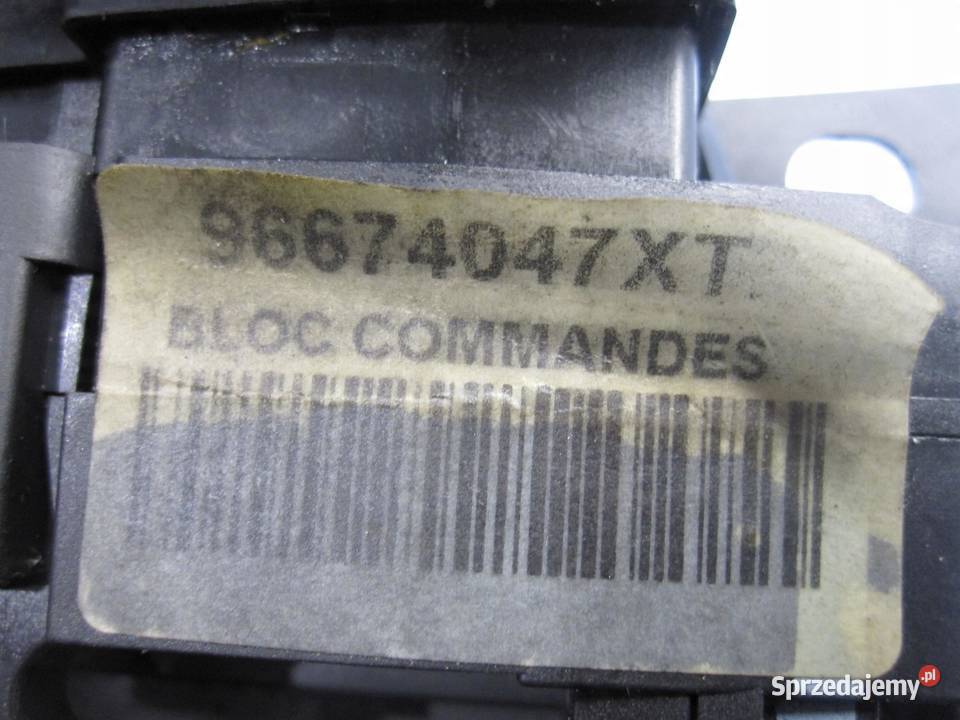 96674047XT
BLOC COMMANDES
Sprzedajemy.pl